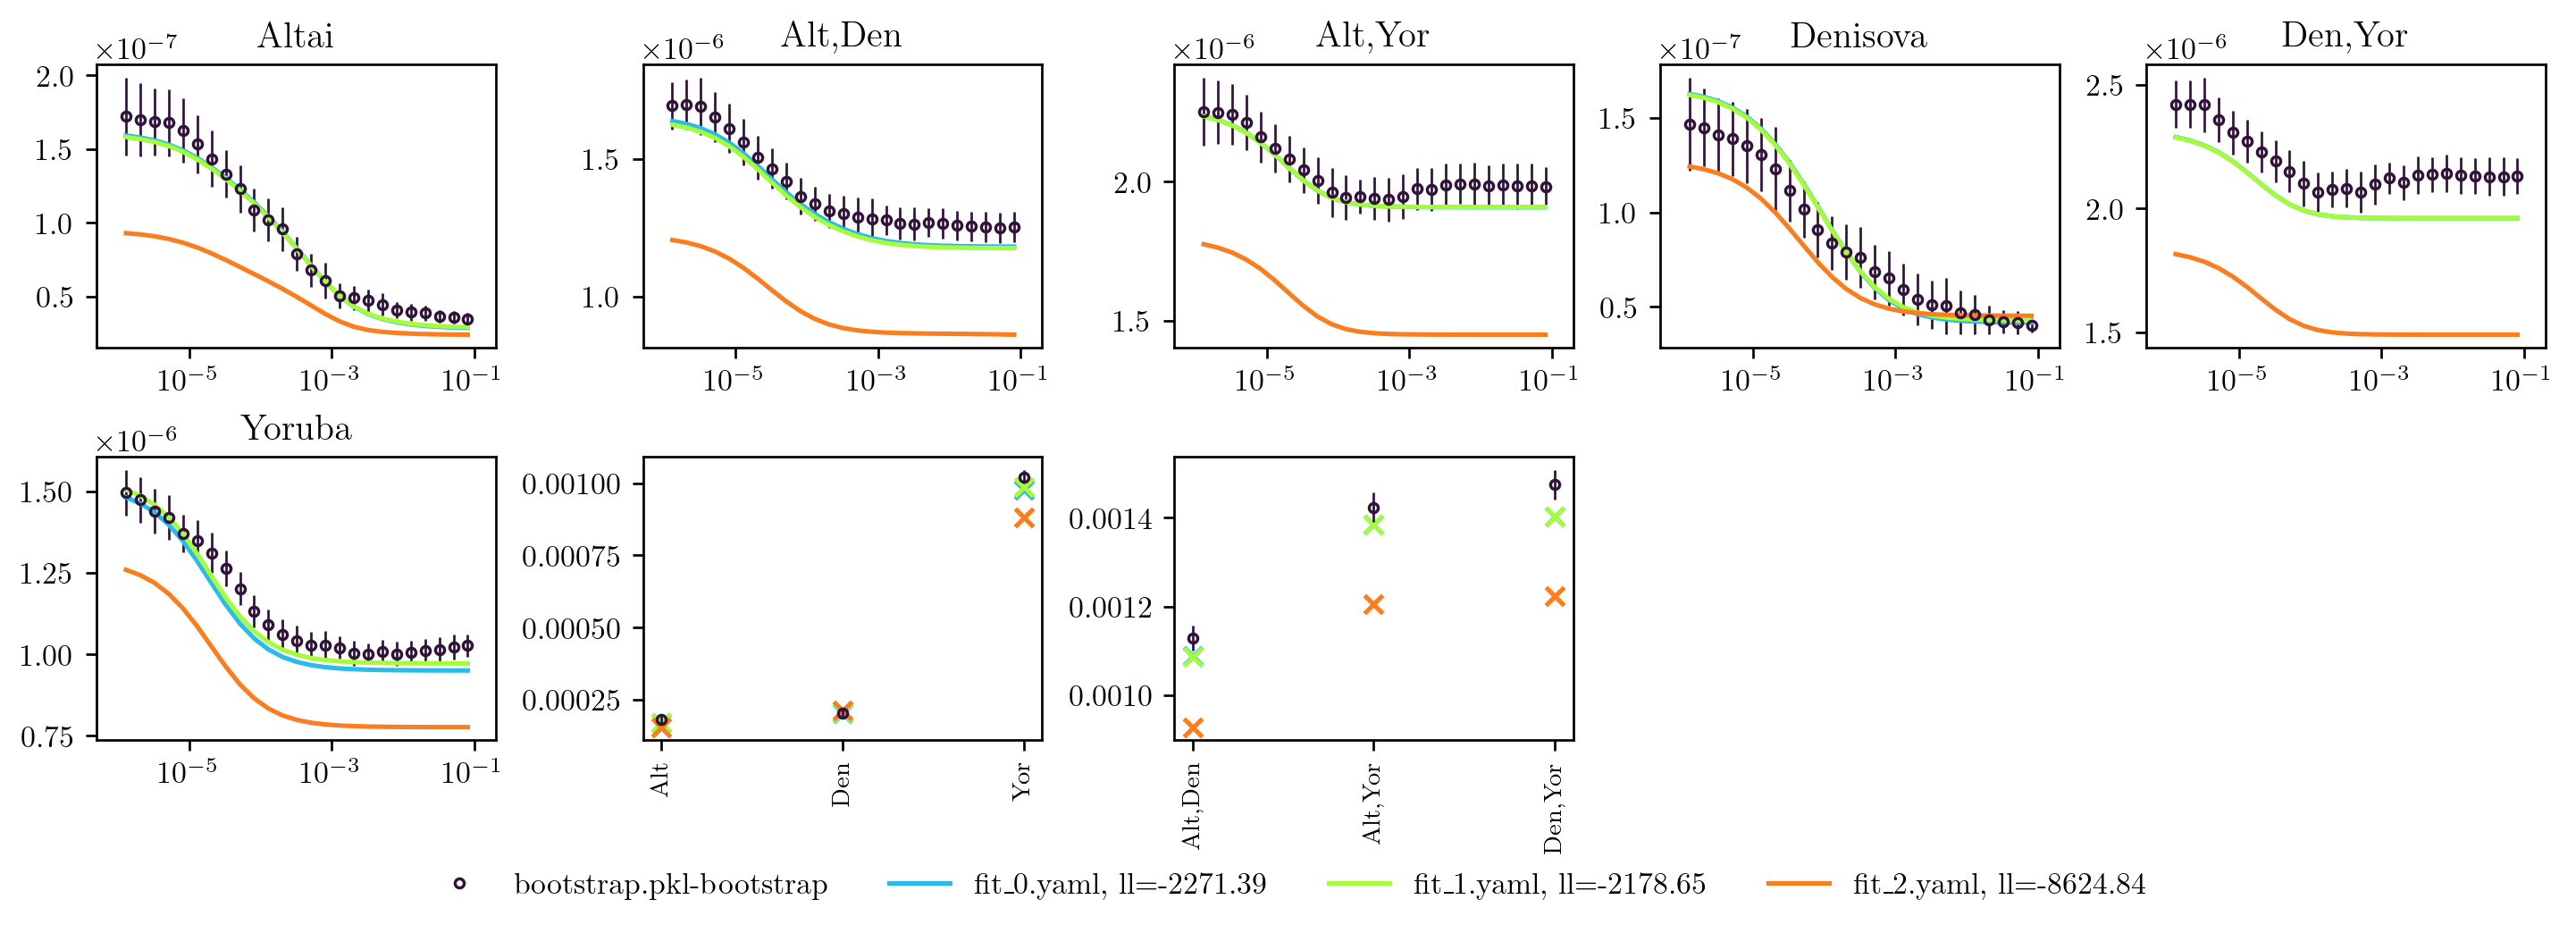 Altai
×10⁻⁷
2.0
1.5
1.0
0.5
10⁻⁵ 10⁻³ 10⁻¹
Alt,Den
×10⁻⁶
1.5
1.0
10⁻⁵ 10⁻³ 10⁻¹
Alt,Yor
×10⁻⁶
2.0
1.5
10⁻⁵ 10⁻³ 10⁻¹
Denisova
×10⁻⁷
1.5
1.0
0.5
10⁻⁵ 10⁻³ 10⁻¹
Den,Yor
×10⁻⁶
2.5
2.0
1.5
10⁻⁵ 10⁻³ 10⁻¹
Yoruba
×10⁻⁶
1.50
1.25
1.00
0.75
10⁻⁵ 10⁻³ 10⁻¹
0.00100
0.00075
0.00050
0.00025
Alt
Den
Yor
0.0014
0.0012
0.0010
Alt,Den
Alt,Yor
Den,Yor
bootstrap.pkl-bootstrap
fit_0.yaml, ll=-2271.39
fit_1.yaml, ll=-2178.65
fit_2.yaml, ll=-8624.84